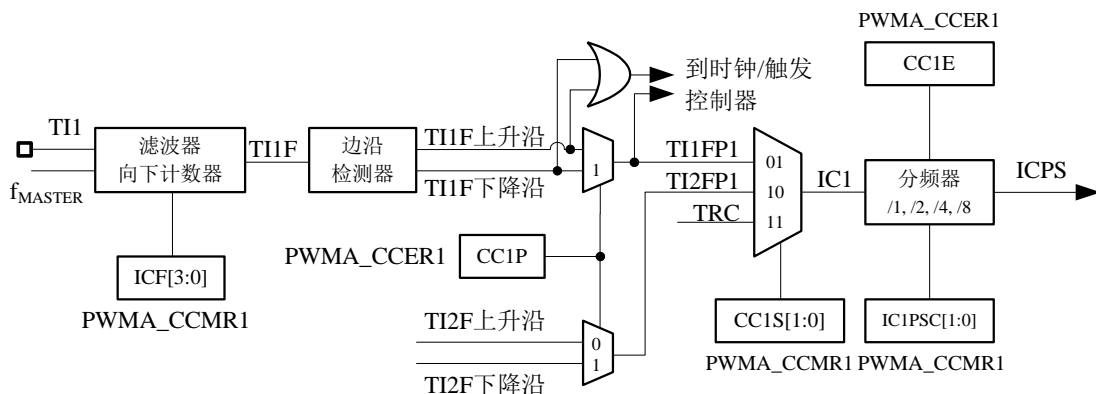 PWMA_CCER1
CC1E
到时钟/触发
控制器
TI1
f_MASTER
滤波器
向下计数器
TI1F
边沿
检测器
TI1F上升沿
TI1F下降沿
1
TI1FP1
TI2FP1
TRC
01
10
11
IC1
分频器
/1, /2, /4, /8
ICPS
PWMA_CCER1
CC1P
ICF[3:0]
PWMA_CCMR1
TI2F上升沿
TI2F下降沿
0
1
CC1S[1:0]
PWMA_CCMR1
IC1PSC[1:0]
PWMA_CCMR1